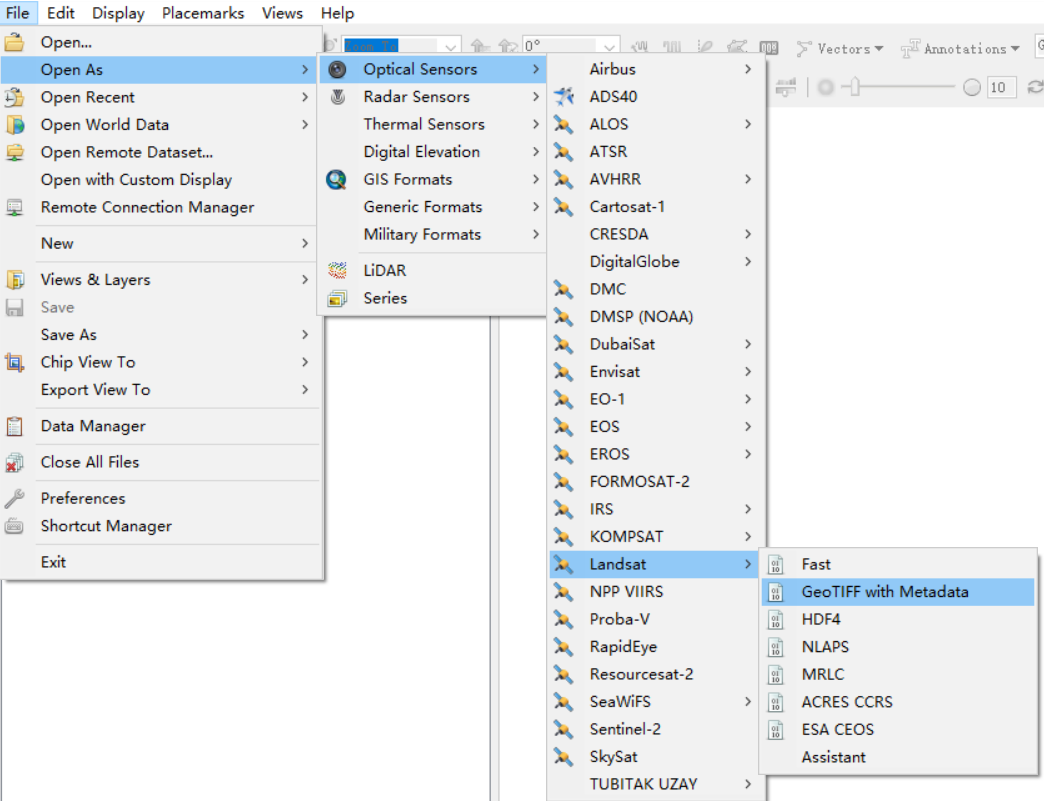 File Edit Display Placemarks Views Help
Open...
Open As
Open Recent
Open World Data
Open Remote Dataset...
Open with Custom Display
Remote Connection Manager
New
Views & Layers
Save
Save As
Chip View To
Export View To
Data Manager
Close All Files
Preferences
Shortcut Manager
Exit
Optical Sensors
Radar Sensors
Thermal Sensors
Digital Elevation
GIS Formats
Generic Formats
Military Formats
LiDAR
Series
0°
Vectors
Annotations
10
Airbus
ADS40
ALOS
ATSR
AVHRR
Cartosat-1
CRESDA
DigitalGlobe
DMC
DMSP (NOAA)
DubaiSat
Envisat
EO-1
EOS
EROS
FORMOSAT-2
IRS
KOMPSAT
Landsat
NPP VIIRS
Proba-V
RapidEye
Resourcesat-2
SeaWiFS
Sentinel-2
SkySat
TUBITAK UZAY
Fast
GeoTIFF with Metadata
HDF4
NLAPS
MRLC
ACRES CCRS
ESA CEOS
Assistant